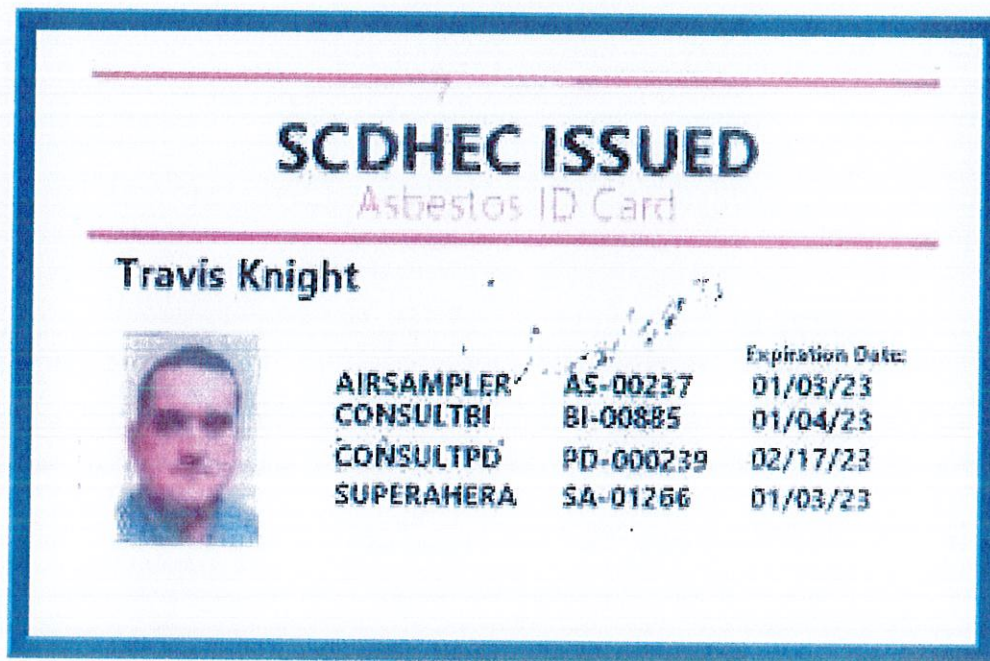 SCDHEC ISSUED
Asbestos ID Card
Travis Knight
Expiration Date:
AIRSAMPLER AS-00237 01/03/23
CONSULTBI BI-00885 01/04/23
CONSULTPD PD-000239 02/17/23
SUPERAHERA SA-01266 01/03/23